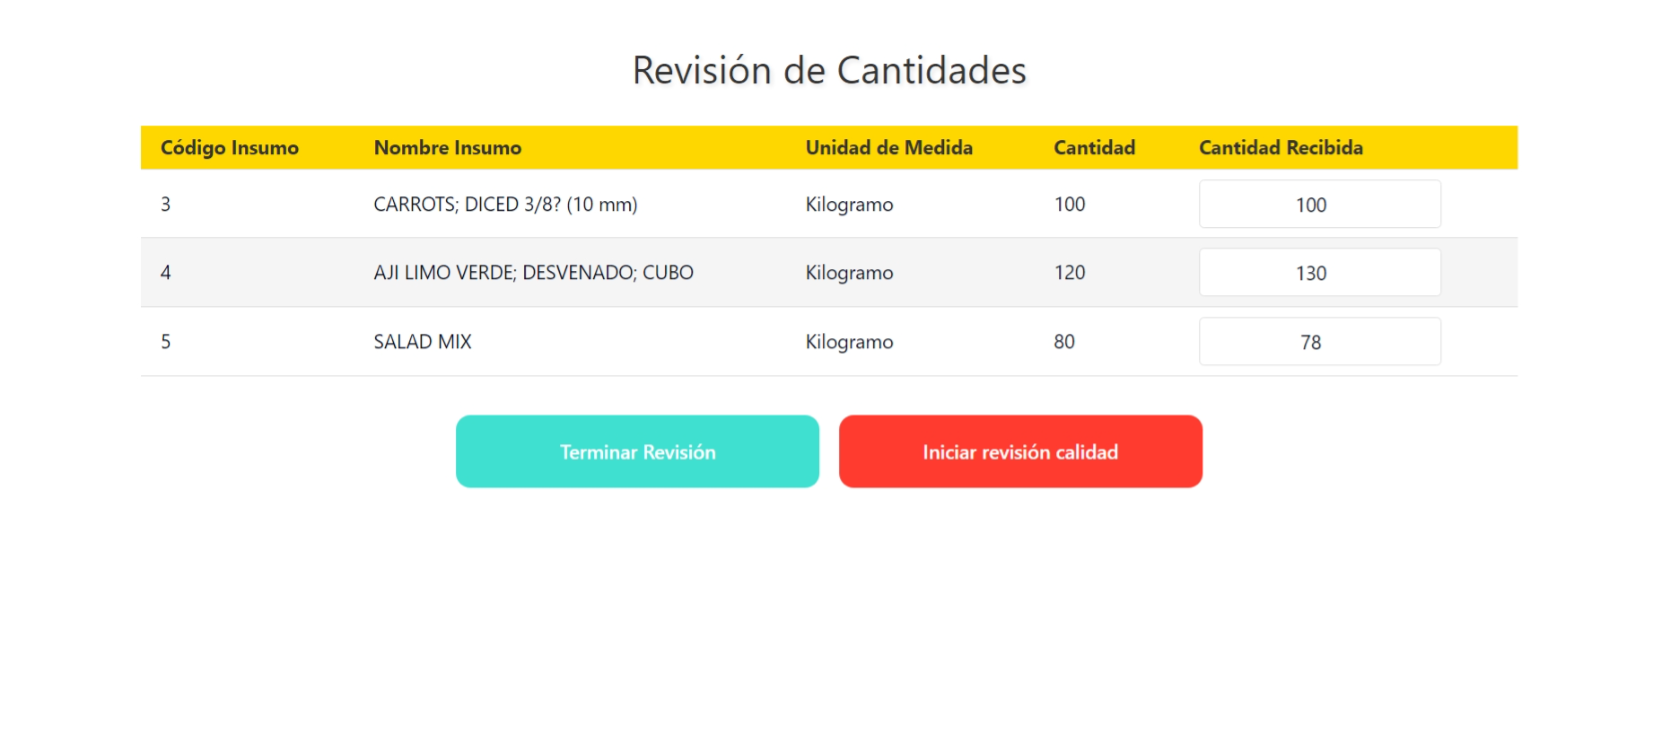 Revisión de Cantidades
Código Insumo Nombre Insumo Unidad de Medida Cantidad Cantidad Recibida
3 CARROTS; DICED 3/8? (10 mm) Kilogramo 100 100
4 AJI LIMO VERDE; DESVENADO; CUBO Kilogramo 120 130
5 SALAD MIX Kilogramo 80 78
Terminar Revisión Iniciar revisión calidad